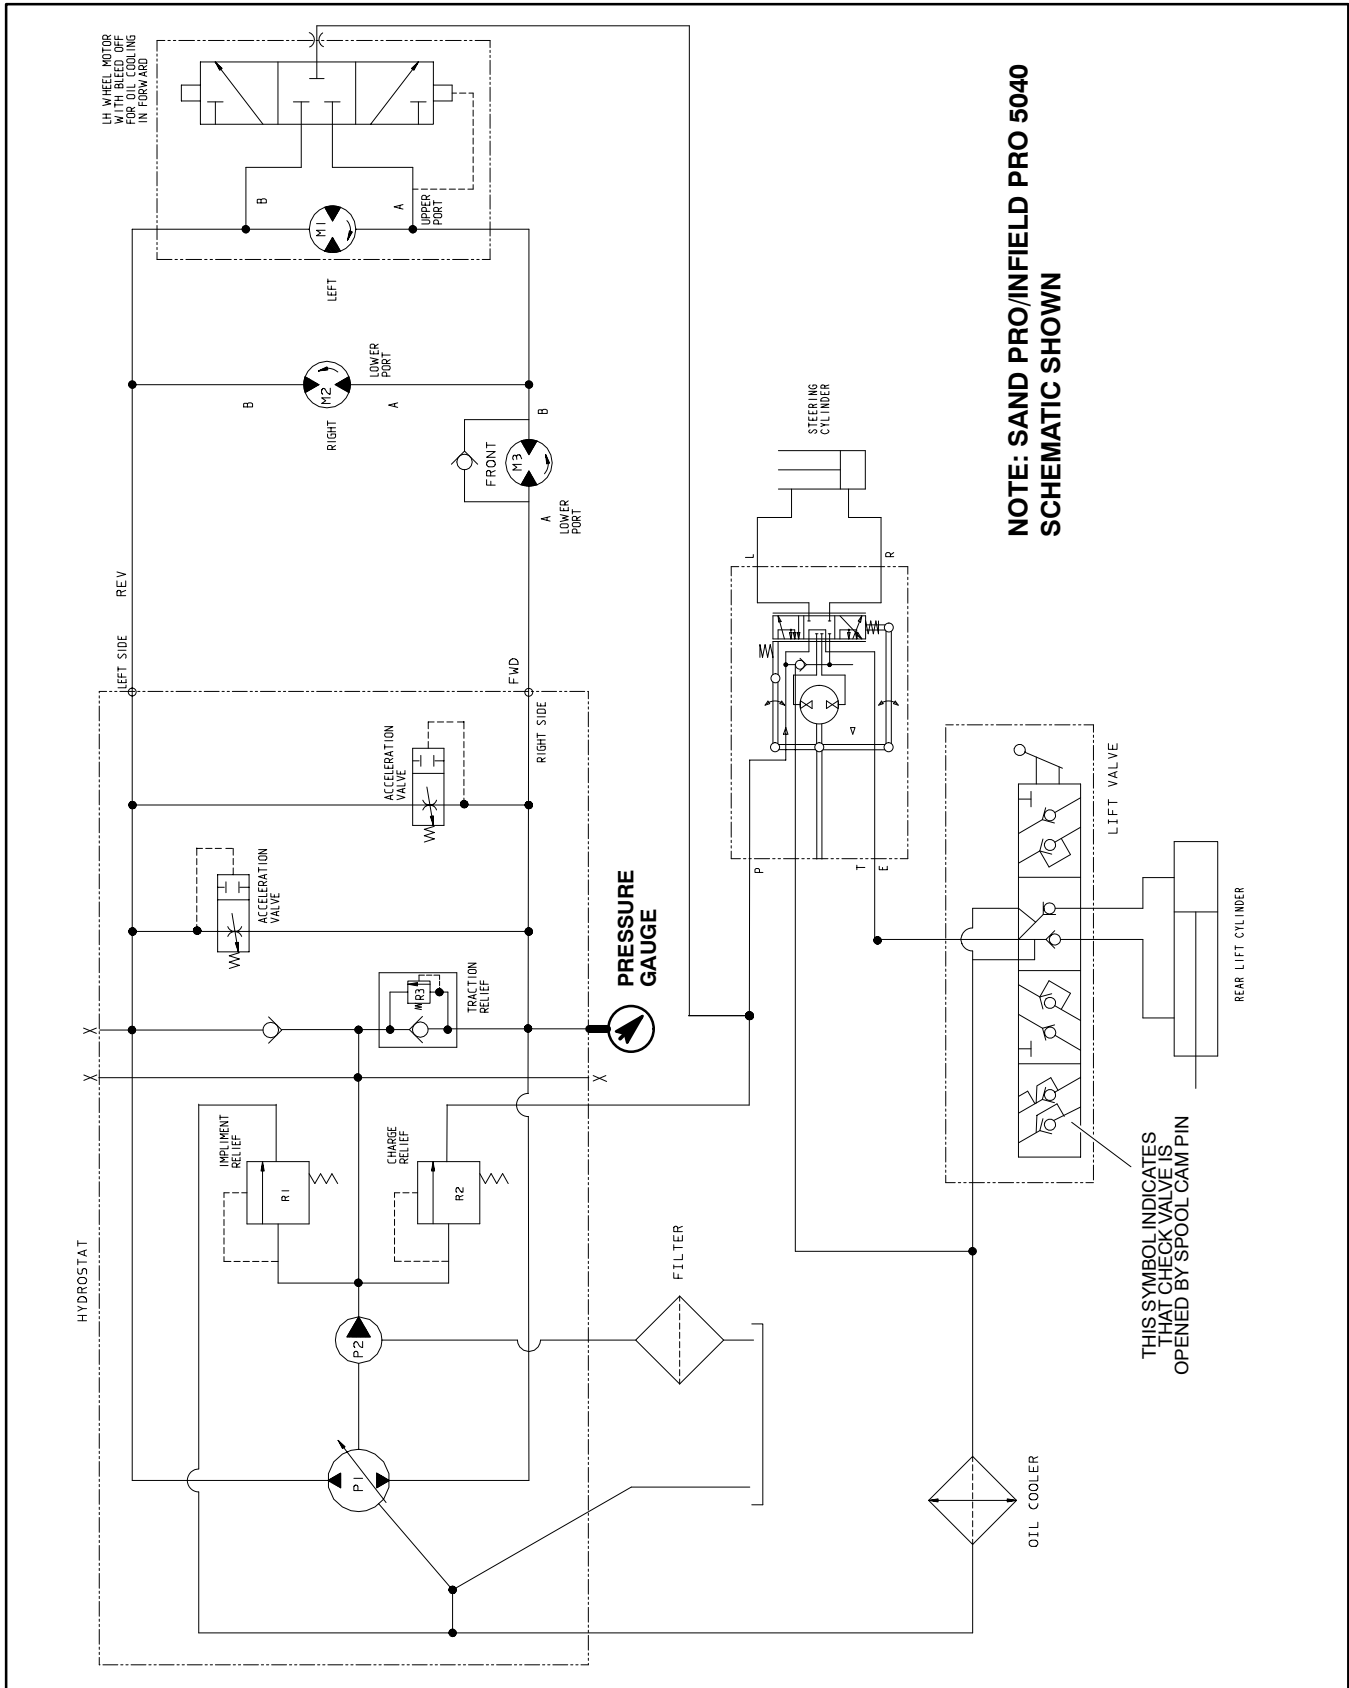 LH WHEEL MOTOR
WITH BLEED OFF
FOR OIL COOLING
IN FORWARD
B
M1
A
UPPER
PORT
LEFT
NOTE: SAND PRO/INFIELD PRO 5040
SCHEMATIC SHOWN
B
M2
LOWER
PORT
A
RIGHT
B
FRONT
M3
A
LOWER
PORT
STEERING
CYLINDER
L
R
REV
LEFT SIDE
FWD
RIGHT SIDE
ACCELERATION
VALVE
ACCELERATION
VALVE
P
T
E
LIFT VALVE
REAR LIFT CYLINDER
R3
TRACTION
RELIEF
PRESSURE
GAUGE
X
X
X
IMPLIMENT
RELIEF
R1
CHARGE
RELIEF
R2
HYDROSTAT
P2
P1
FILTER
OIL COOLER
THIS SYMBOL INDICATES
THAT CHECK VALVE IS
OPENED BY SPOOL CAM PIN